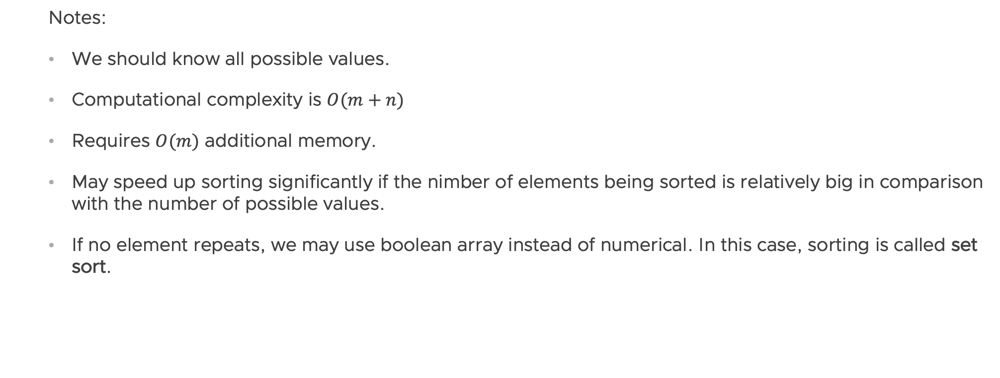 Notes:
• We should know all possible values.
• Computational complexity is O(m + n)
• Requires O(m) additional memory.
• May speed up sorting significantly if the nimber of elements being sorted is relatively big in comparison
with the number of possible values.
• If no element repeats, we may use boolean array instead of numerical. In this case, sorting is called set
sort.